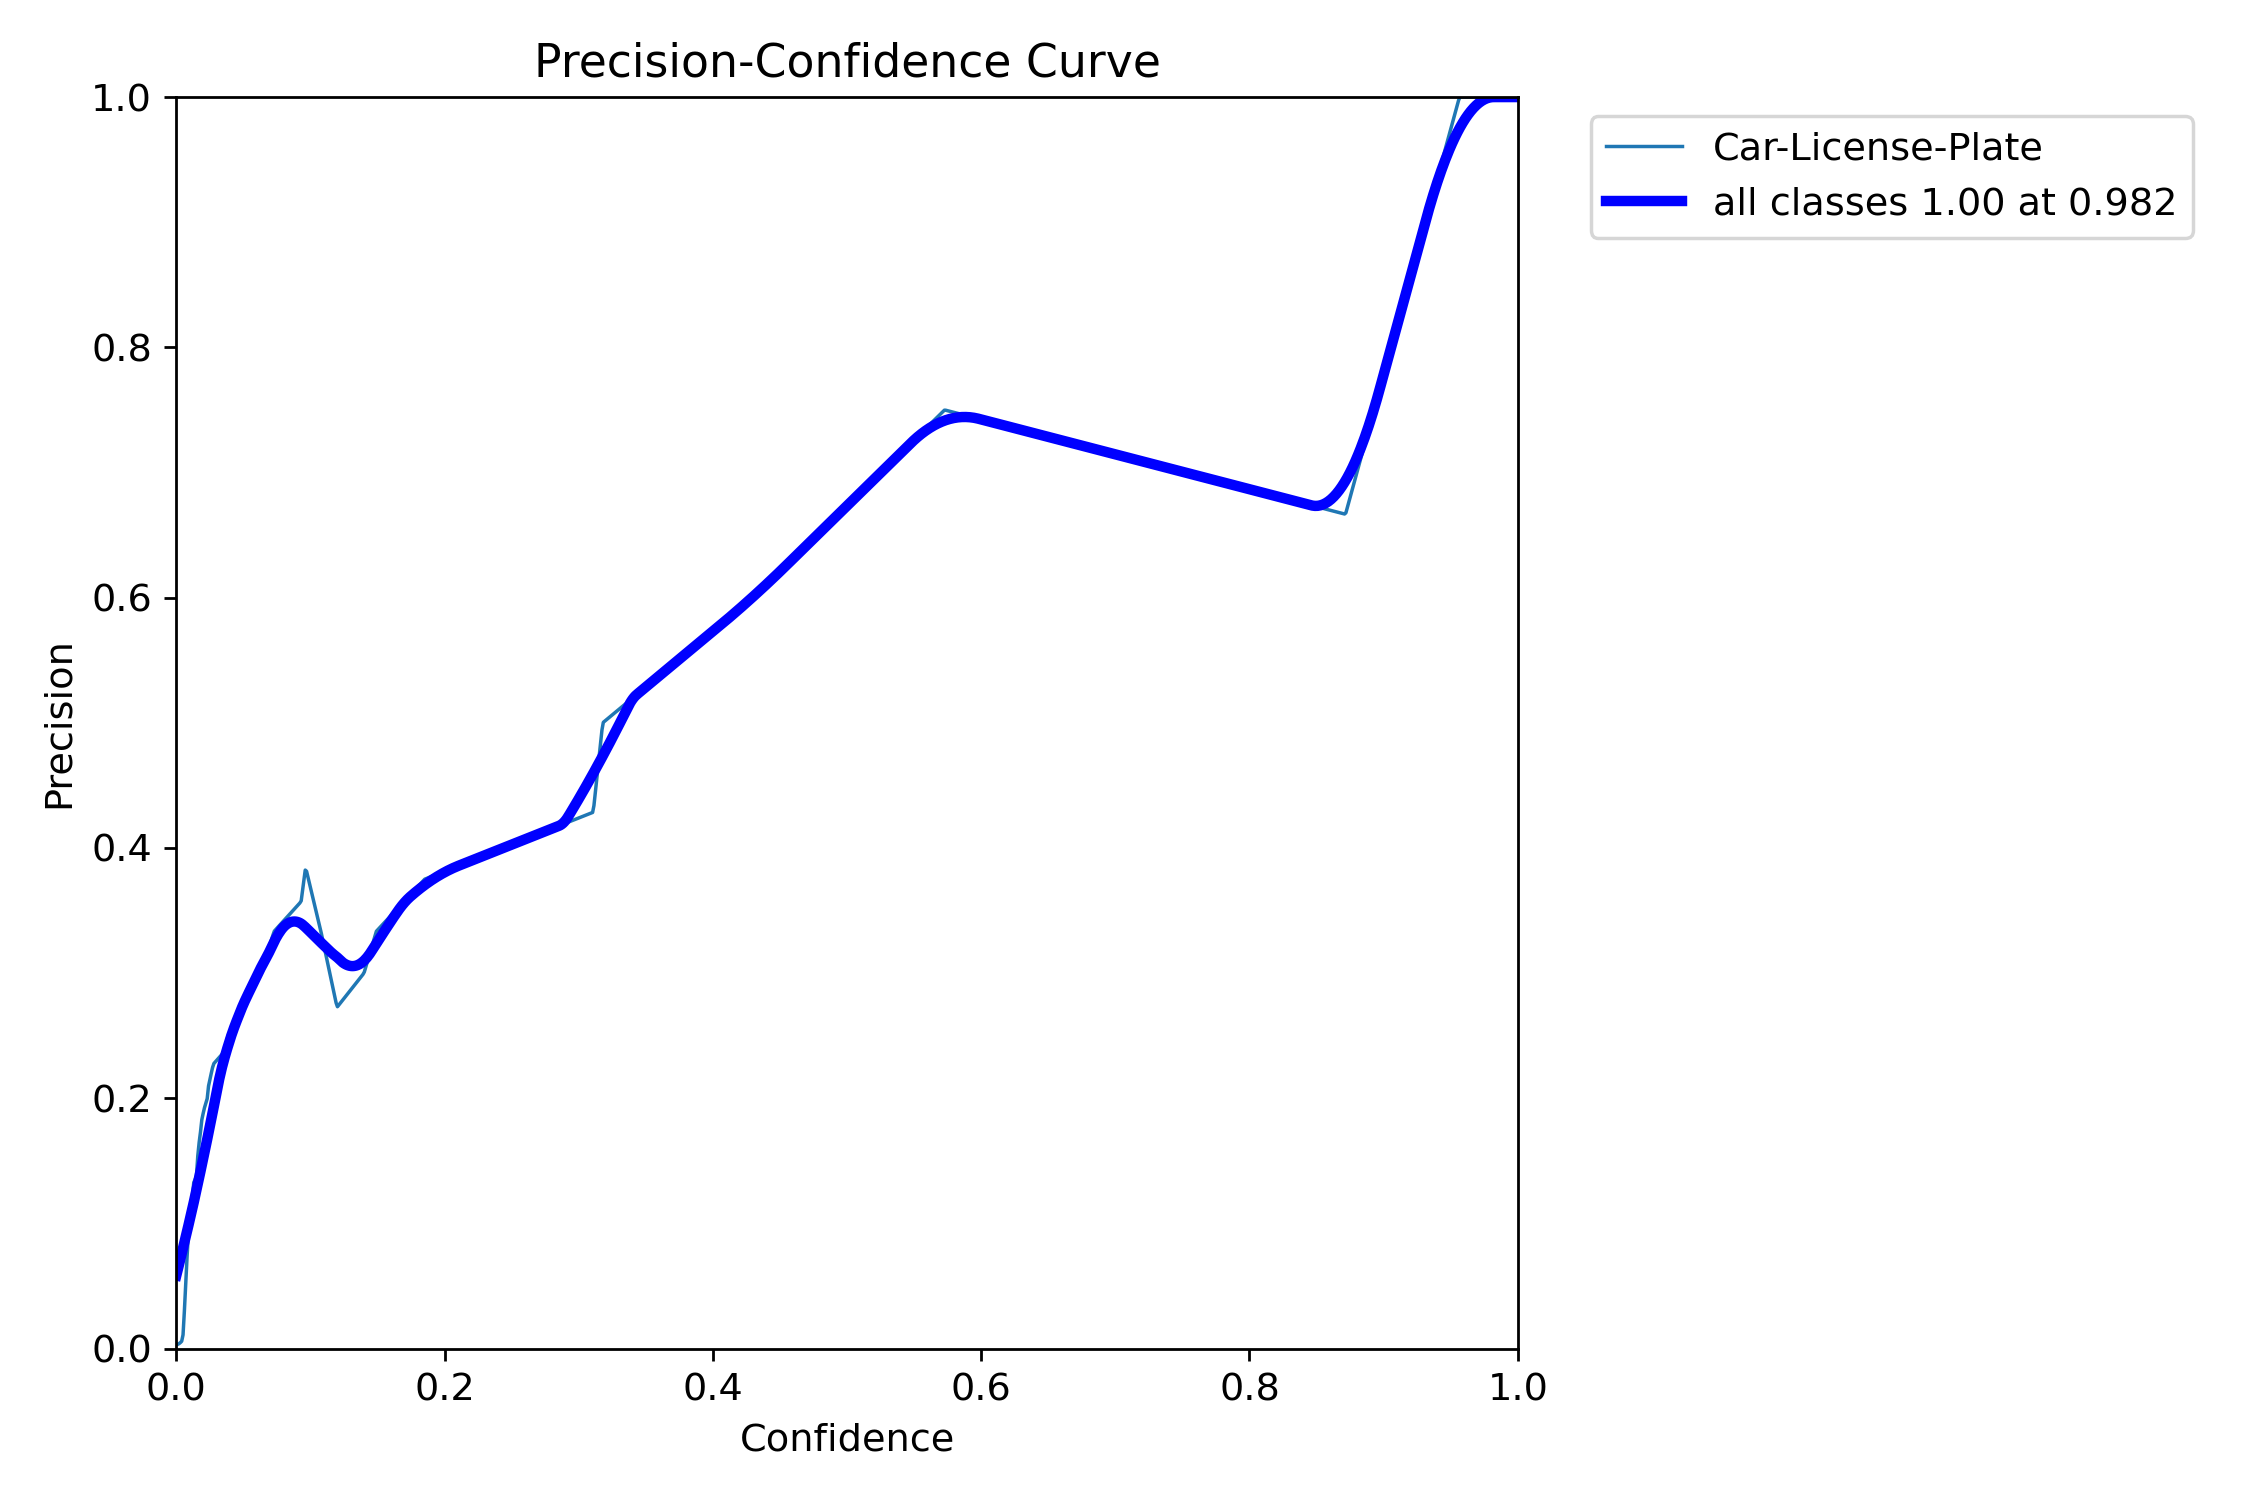 Precision-Confidence Curve
1.0
0.8
0.6
0.4
0.2
0.0
Precision
0.0 0.2 0.4 0.6 0.8 1.0
Confidence
Car-License-Plate
all classes 1.00 at 0.982